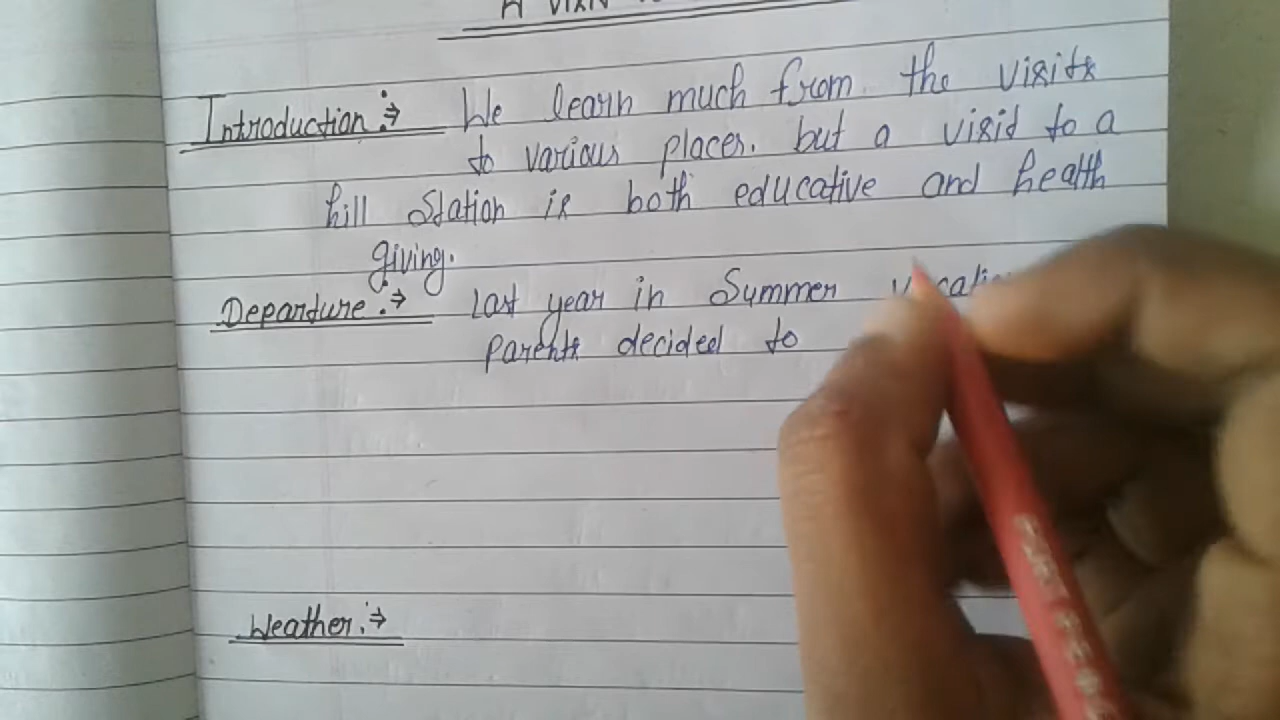 A Visit
Introduction :→ We learn much from the visits
to various places. but a visit to a
hill Station is both educative and health
giving.
Departure :→ Last year in Summer
Parents decided to
Weather :→